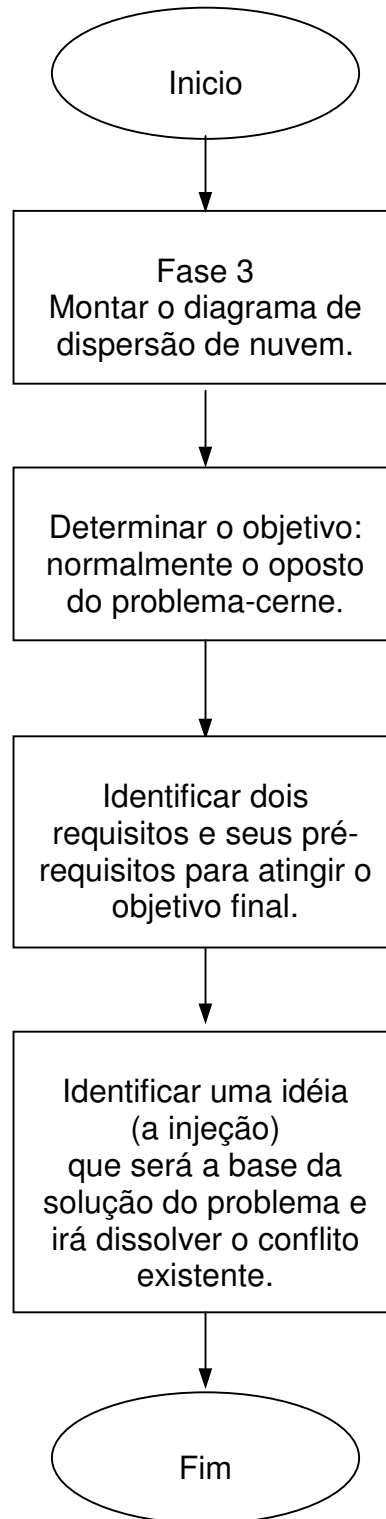 Inicio
Fase 3
Montar o diagrama de
dispersão de nuvem.
Determinar o objetivo:
normalmente o oposto
do problema-cerne.
Identificar dois
requisitos e seus pré-
requisitos para atingir o
objetivo final.
Identificar uma idéia
(a injeção)
que será a base da
solução do problema e
irá dissolver o conflito
existente.
Fim